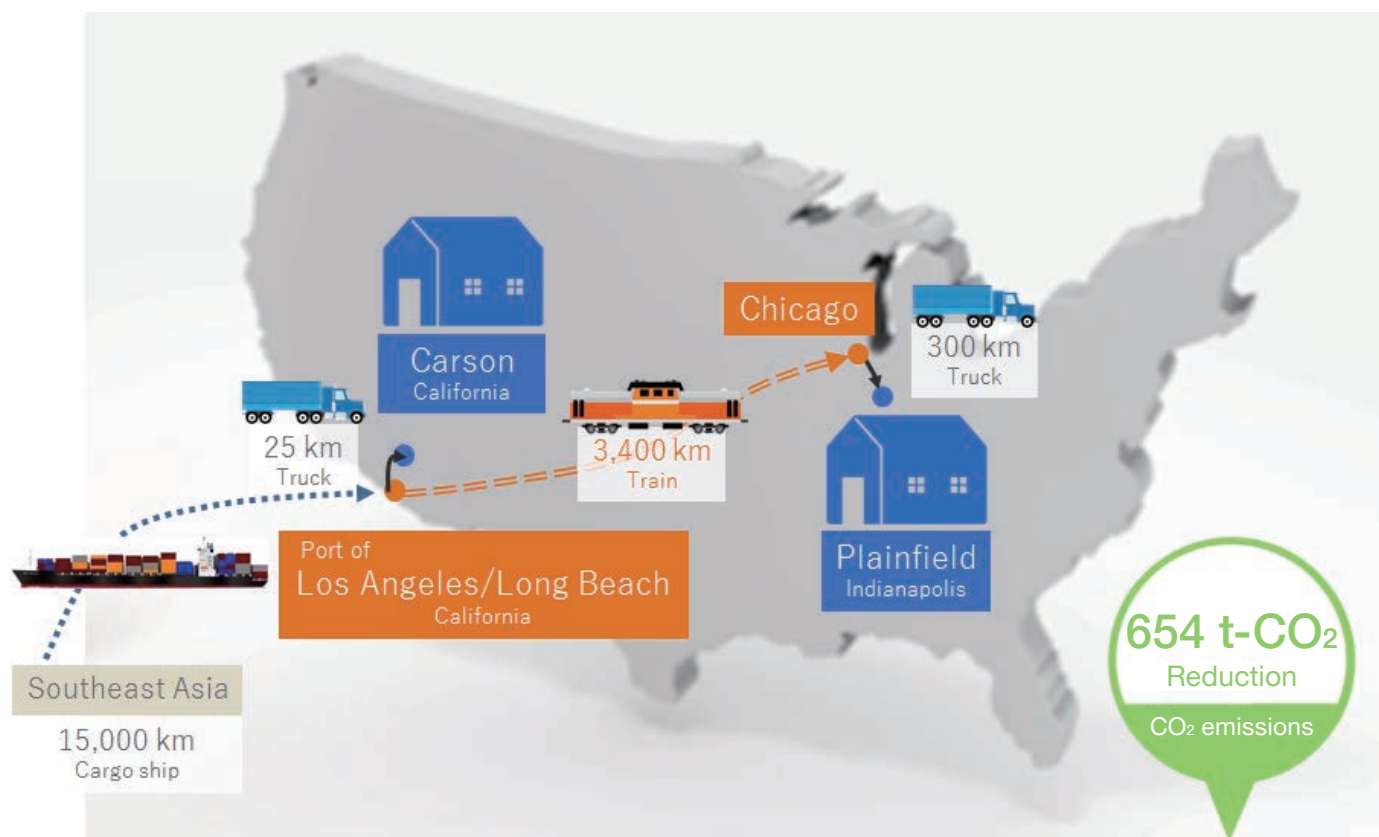 Carson
California
25 km
Truck
Chicago
300 km
Truck
3,400 km
Train
Port of
Los Angeles/Long Beach
California
Plainfield
Indianapolis
Southeast Asia
15,000 km
Cargo ship
654 t-CO₂
Reduction
CO₂ emissions